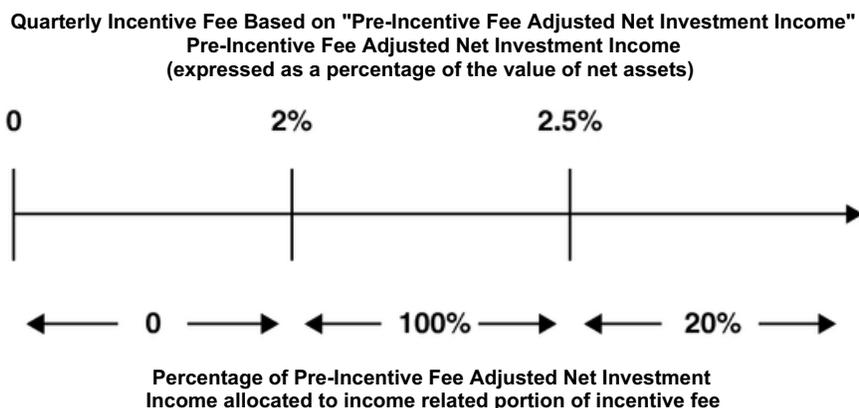 Quarterly Incentive Fee Based on "Pre-Incentive Fee Adjusted Net Investment Income"
Pre-Incentive Fee Adjusted Net Investment Income
(expressed as a percentage of the value of net assets)
0 2% 2.5%
0 100% 20%
Percentage of Pre-Incentive Fee Adjusted Net Investment
Income allocated to income related portion of incentive fee